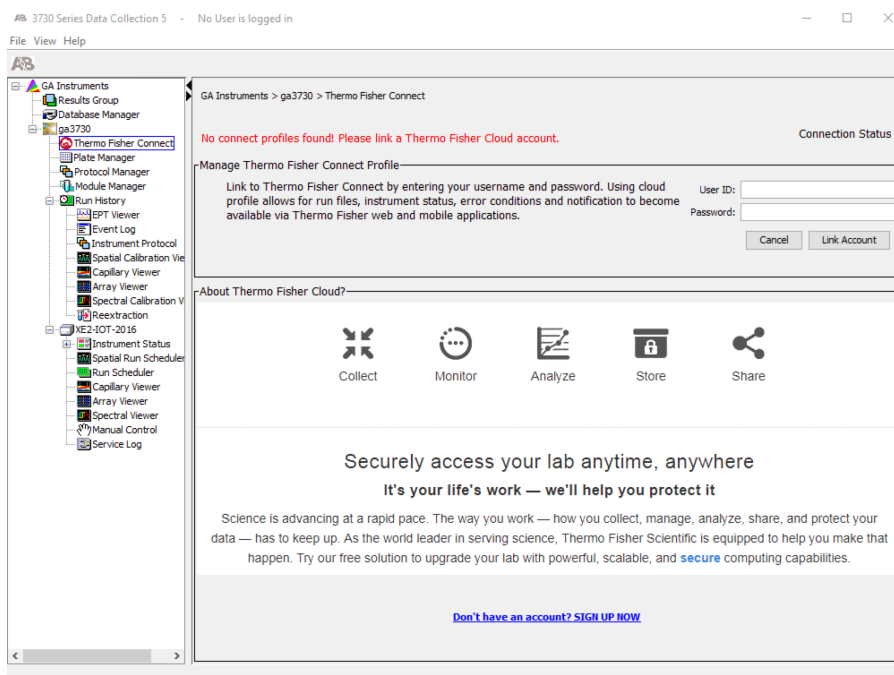 3730 Series Data Collection 5 - No User is logged in
File View Help
AB
GA Instruments
Results Group
Database Manager
ga3730
Thermo Fisher Connect
Plate Manager
Protocol Manager
Module Manager
Run History
EPT Viewer
Event Log
Instrument Protocol
Spatial Calibration Vie
Capillary Viewer
Array Viewer
Spectral Calibration V
Reextraction
XE2-IOT-2016
Instrument Status
Spatial Run Scheduler
Run Scheduler
Capillary Viewer
Array Viewer
Spectral Viewer
Manual Control
Service Log
GA Instruments > ga3730 > Thermo Fisher Connect
No connect profiles found! Please link a Thermo Fisher Cloud account.
Connection Status
Manage Thermo Fisher Connect Profile
Link to Thermo Fisher Connect by entering your username and password. Using cloud
profile allows for run files, instrument status, error conditions and notification to become
available via Thermo Fisher web and mobile applications.
User ID:
Password:
Cancel Link Account
About Thermo Fisher Cloud?
Collect Monitor Analyze Store Share
Securely access your lab anytime, anywhere
It's your life's work — we'll help you protect it
Science is advancing at a rapid pace. The way you work — how you collect, manage, analyze, share, and protect your
data — has to keep up. As the world leader in serving science, Thermo Fisher Scientific is equipped to help you make that
happen. Try our free solution to upgrade your lab with powerful, scalable, and secure computing capabilities.
Don't have an account? SIGN UP NOW